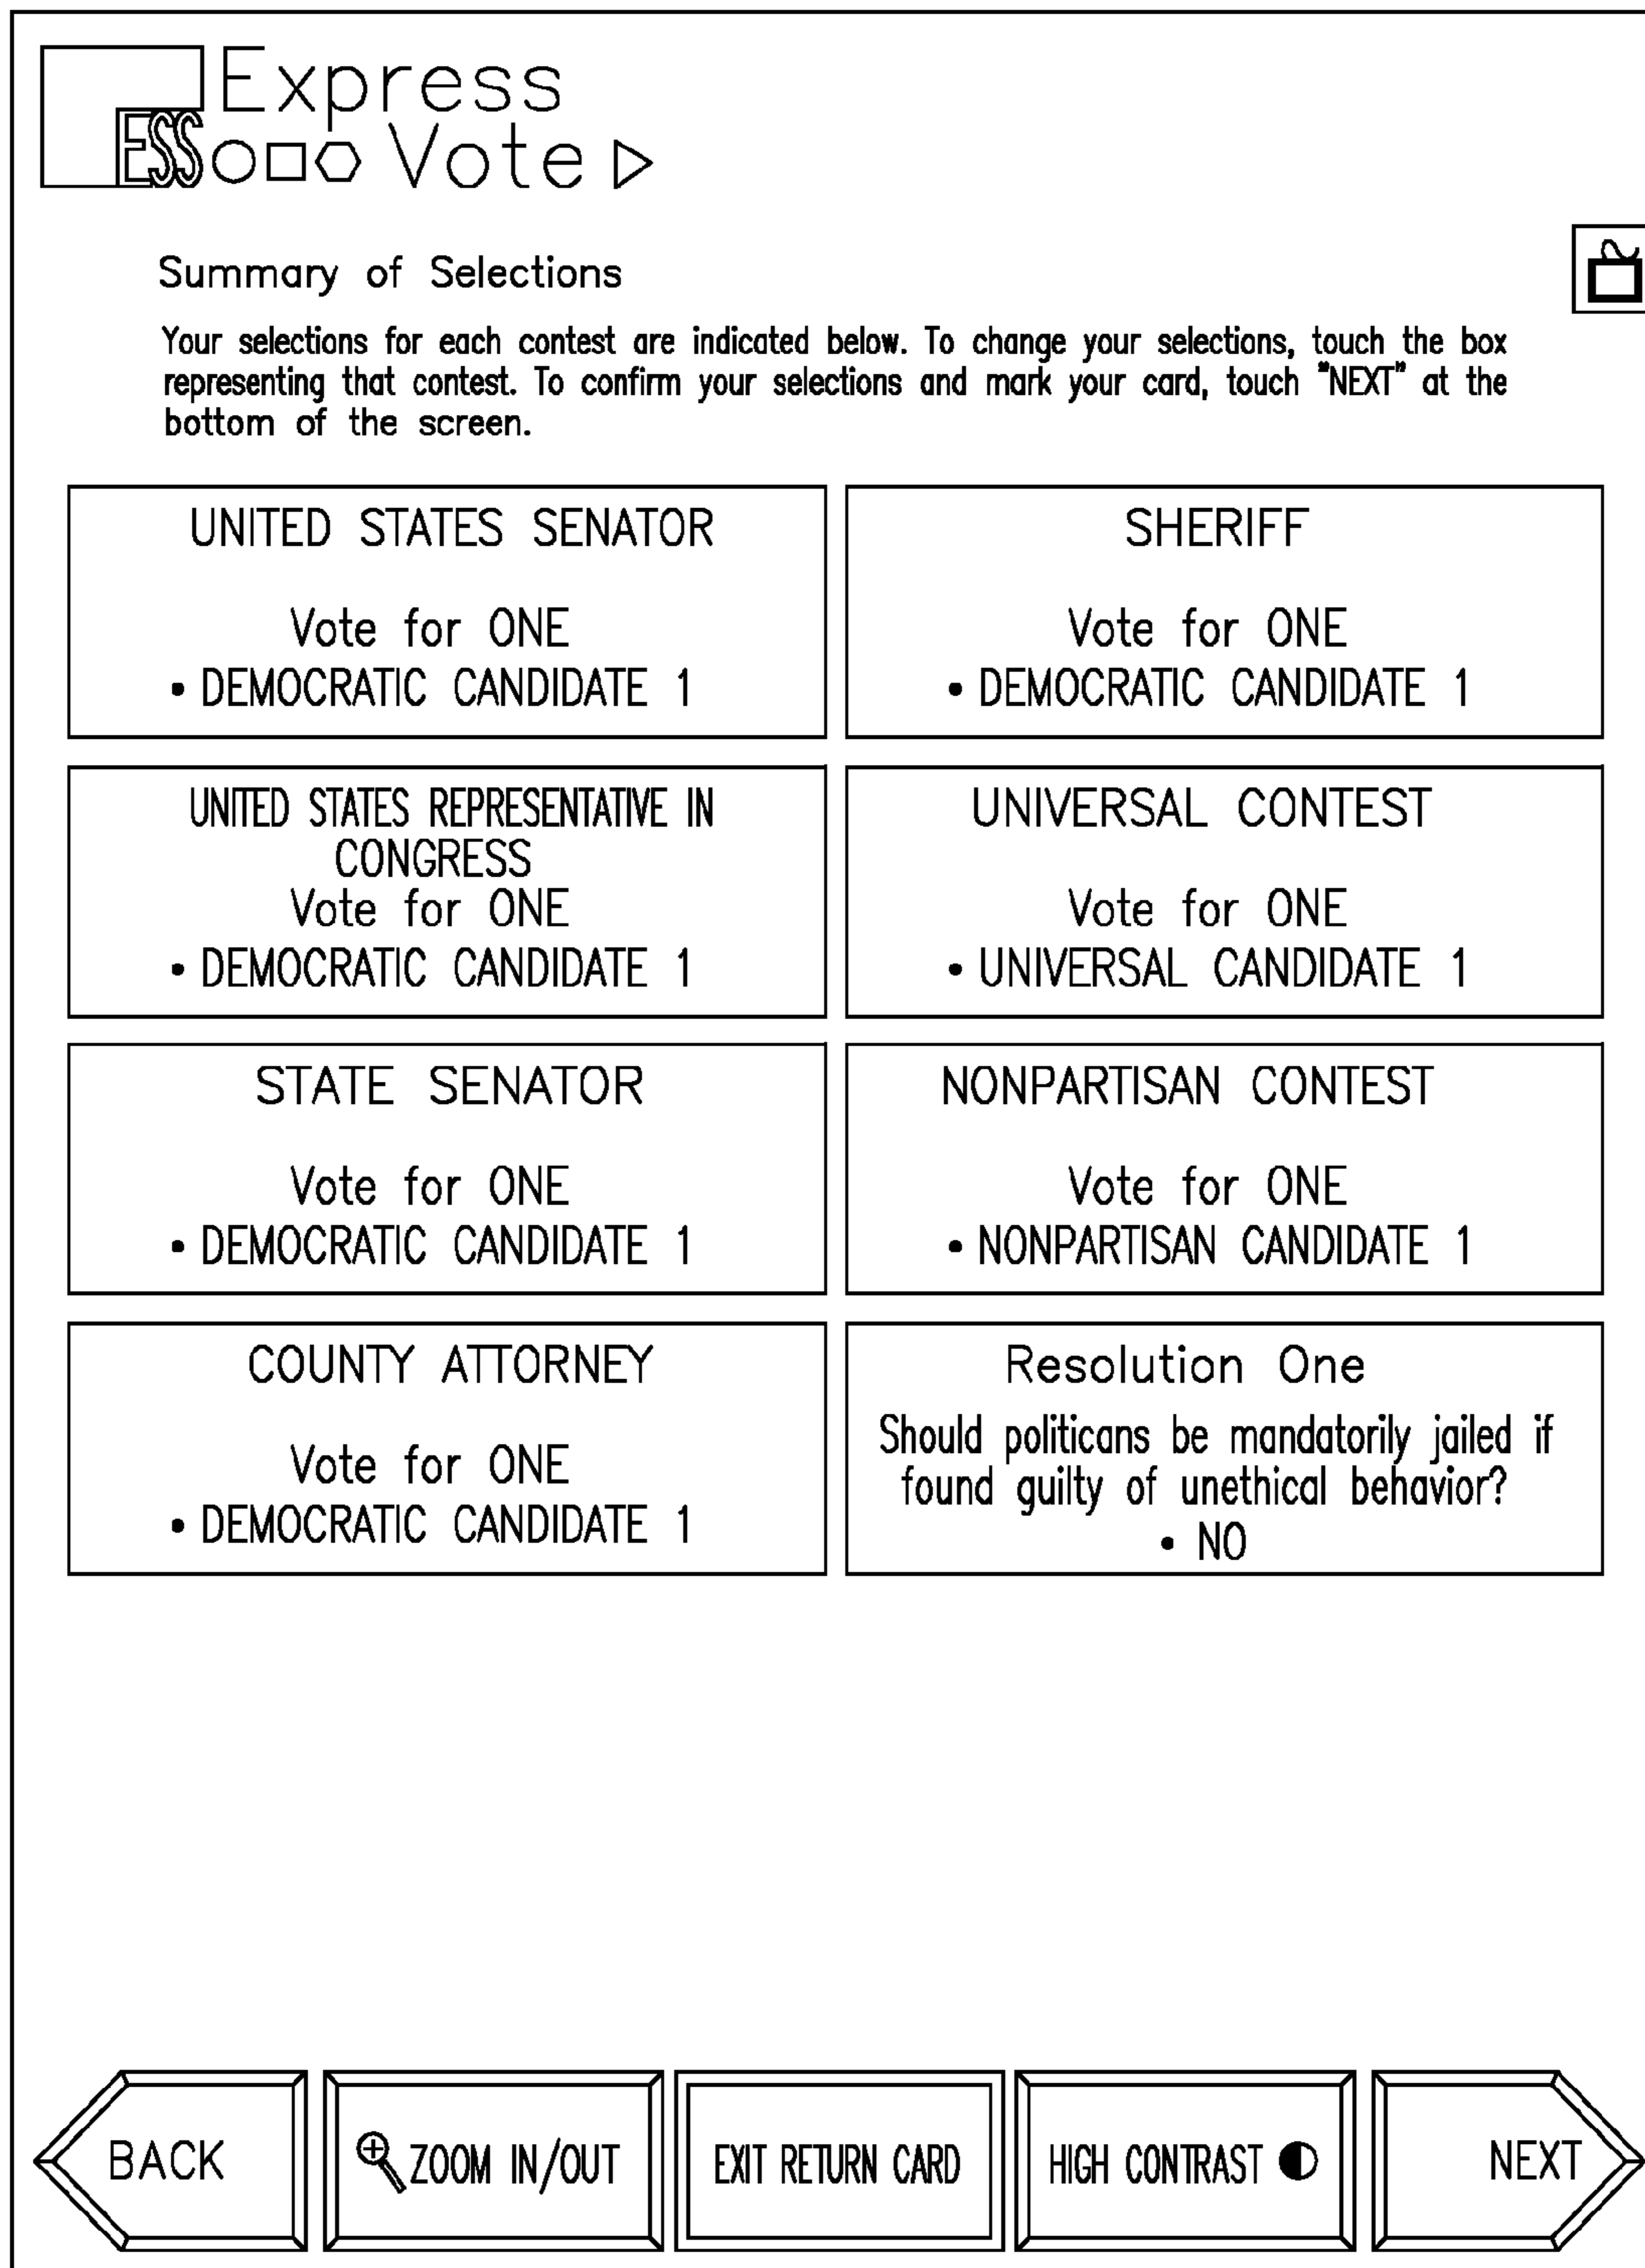 Express
ESS Vote
Summary of Selections
Your selections for each contest are indicated below. To change your selections, touch the box
representing that contest. To confirm your selections and mark your card, touch "NEXT" at the
bottom of the screen.
UNITED STATES SENATOR
Vote for ONE
• DEMOCRATIC CANDIDATE 1
SHERIFF
Vote for ONE
• DEMOCRATIC CANDIDATE 1
UNITED STATES REPRESENTATIVE IN
CONGRESS
Vote for ONE
• DEMOCRATIC CANDIDATE 1
UNIVERSAL CONTEST
Vote for ONE
• UNIVERSAL CANDIDATE 1
STATE SENATOR
Vote for ONE
• DEMOCRATIC CANDIDATE 1
NONPARTISAN CONTEST
Vote for ONE
• NONPARTISAN CANDIDATE 1
COUNTY ATTORNEY
Vote for ONE
• DEMOCRATIC CANDIDATE 1
Resolution One
Should politicans be mandatorily jailed if
found guilty of unethical behavior?
• NO
BACK
ZOOM IN/OUT
EXIT RETURN CARD
HIGH CONTRAST
NEXT